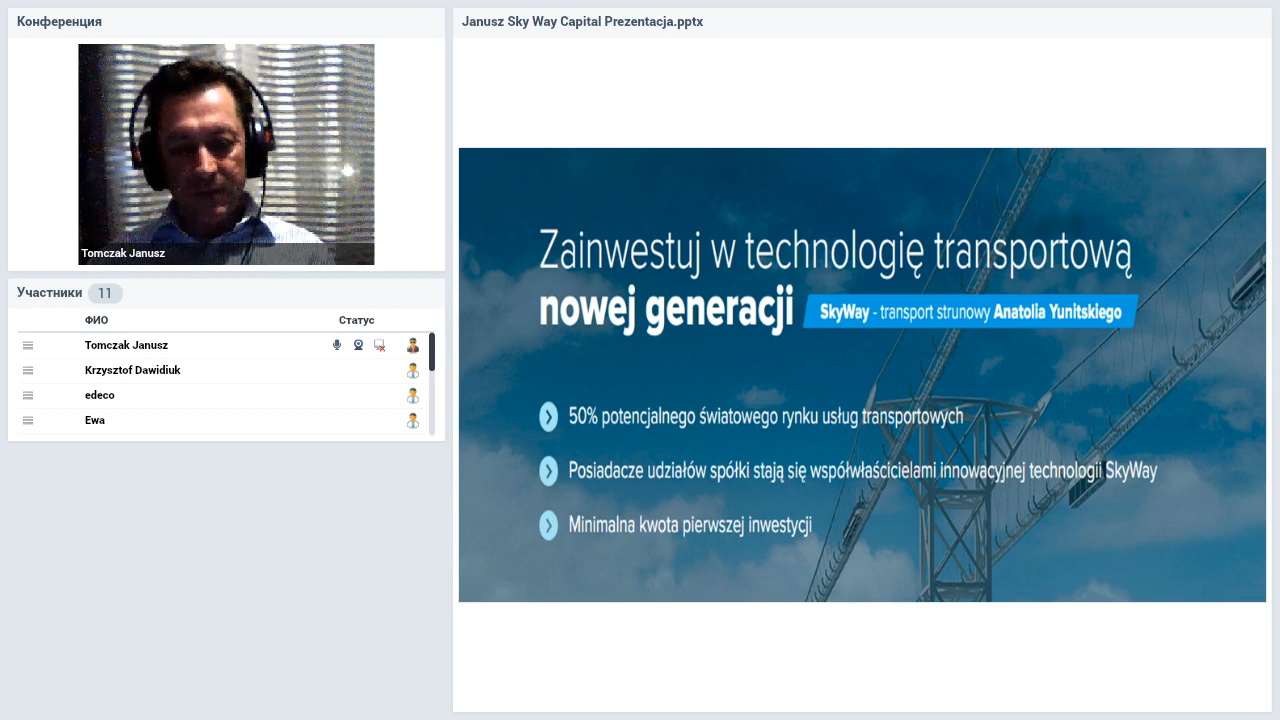 Конференция
Tomczak Janusz
Участники 11
ФИО Статус
Tomczak Janusz
Krzysztof Dawidiuk
edeco
Ewa
Janusz Sky Way Capital Prezentacja.pptx
Zainwestuj w technologię transportową
nowej generacji SkyWay - transport strunowy Anatolia Yunitskiego
50% potencjalnego światowego rynku usług transportowych
Posiadacze udziałów spółki stają się współwłaścicielami innowacyjnej technologii SkyWay
Minimalna kwota pierwszej inwestycji